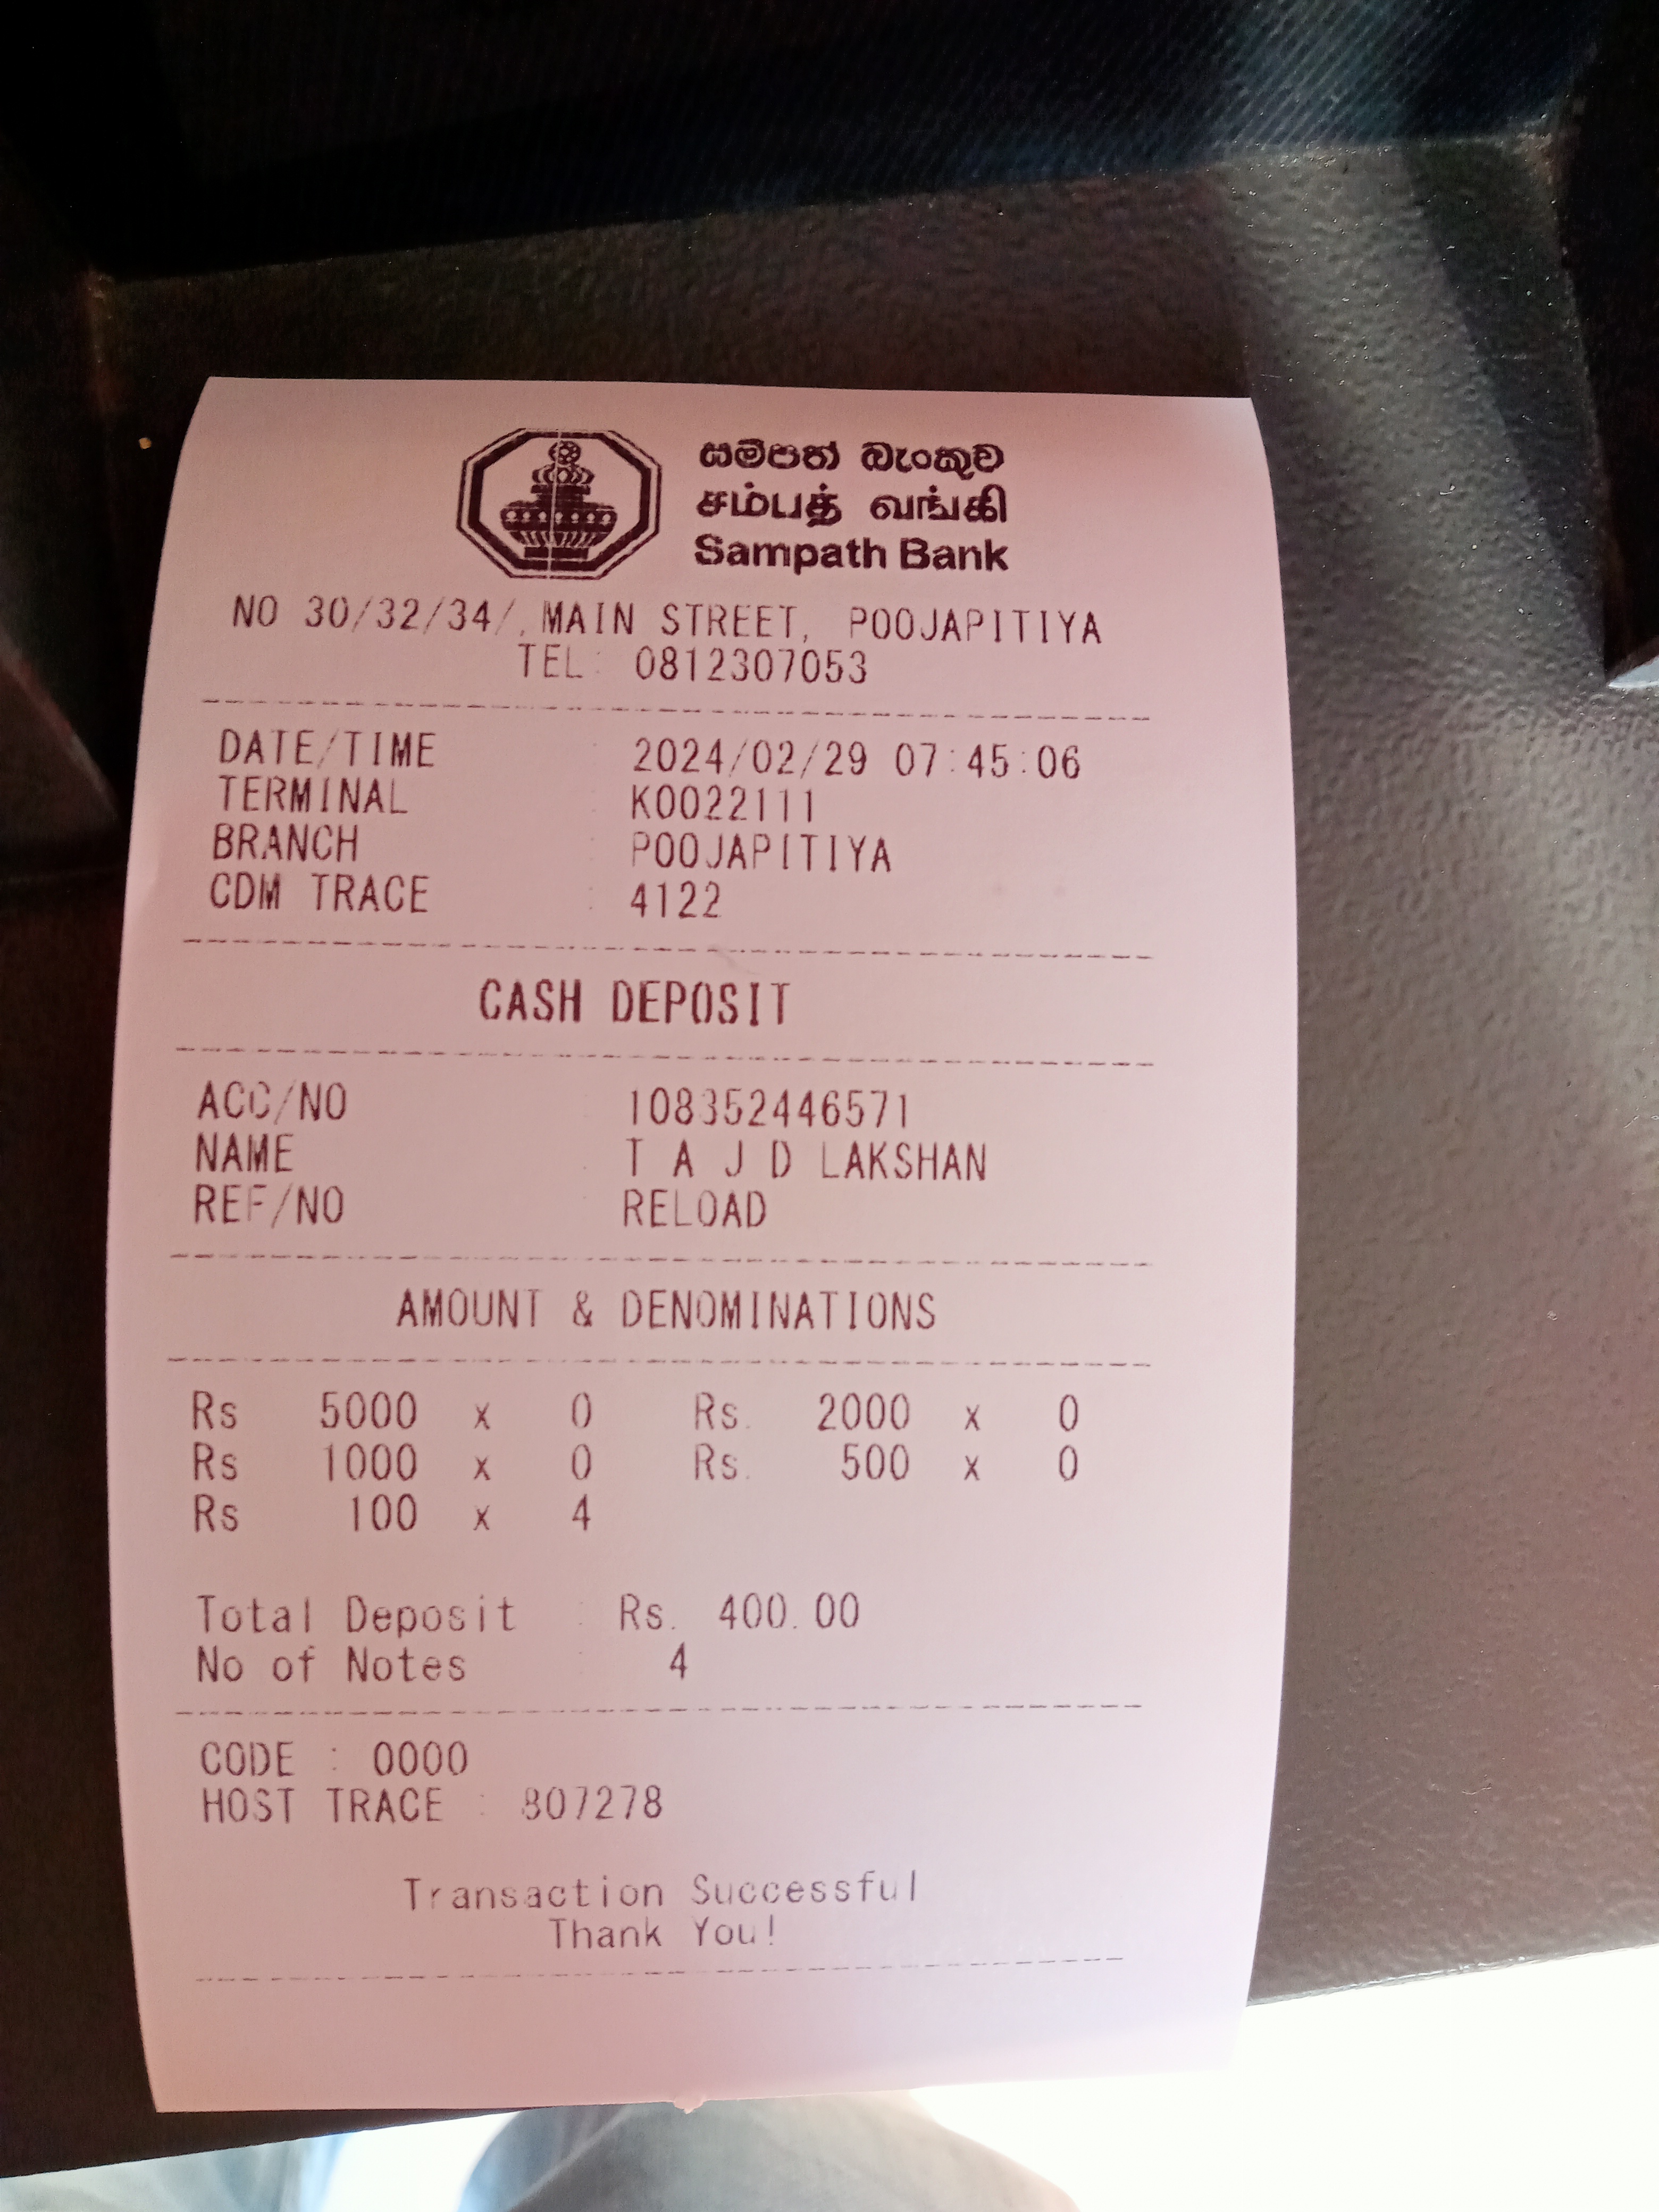 සම්පත් බැංකුව
சம்பத் வங்கி
Sampath Bank
NO 30/32/34/, MAIN STREET, POOJAPITIYA
TEL: 0812307053
DATE/TIME : 2024/02/29 07:45:06
TERMINAL : K0022111
BRANCH : POOJAPITIYA
CDM TRACE : 4122
CASH DEPOSIT
ACC/NO : 108352446571
NAME : T A J D LAKSHAN
REF/NO : RELOAD
AMOUNT & DENOMINATIONS
Rs 5000 x 0 Rs. 2000 x 0
Rs 1000 x 0 Rs. 500 x 0
Rs 100 x 4
Total Deposit : Rs. 400.00
No of Notes : 4
CODE : 0000
HOST TRACE : 807278
Transaction Successful
Thank You!